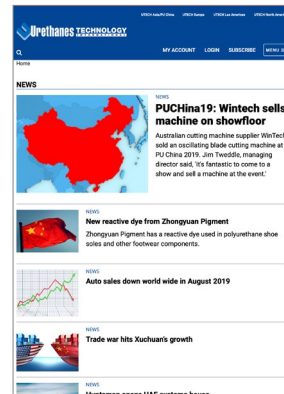 UTECH Asia/PU China UTECH Europe UTECH Las Americas UTECH North
Urethanes TECHNOLOGY
INTERNATIONAL
MY ACCOUNT LOGIN SUBSCRIBE MENU
Home
NEWS
NEWS
PUCHina19: Wintech sells
machine on showfloor
Australian cutting machine supplier WinTech
sold an oscillating blade cutting machine at
PU China 2019. Jim Tweddle, managing
director said, 'it's fantastic to come to a
show and sell a machine at the event.'
NEWS
New reactive dye from Zhongyuan Pigment
Zhongyuan Pigment has a reactive dye used in polyurethane shoe
soles and other footwear components.
NEWS
Auto sales down world wide in August 2019
NEWS
Trade war hits Xuchuan's growth
NEWS